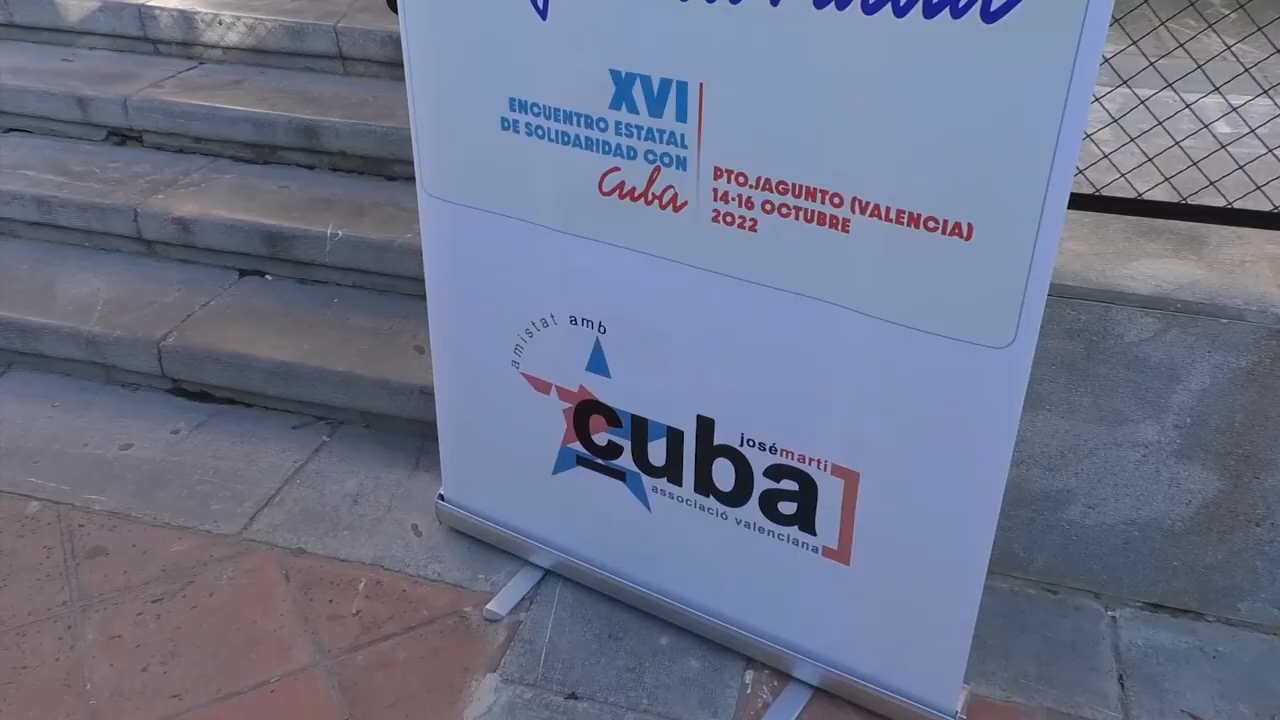 XVI
ENCUENTRO ESTATAL
DE SOLIDARIDAD CON
Cuba
PTO.SAGUNTO (VALENCIA)
14-16 OCTUBRE
2022
amistat amb
cuba
josémartí
associació valenciana